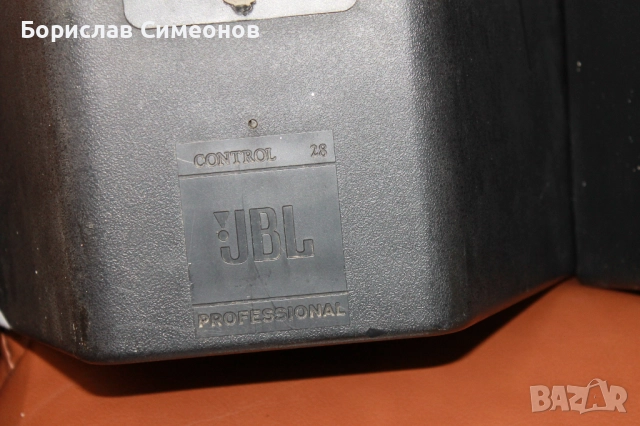 Борислав Симеонов
CONTROL 28
JBL
PROFESSIONAL
BAZAR